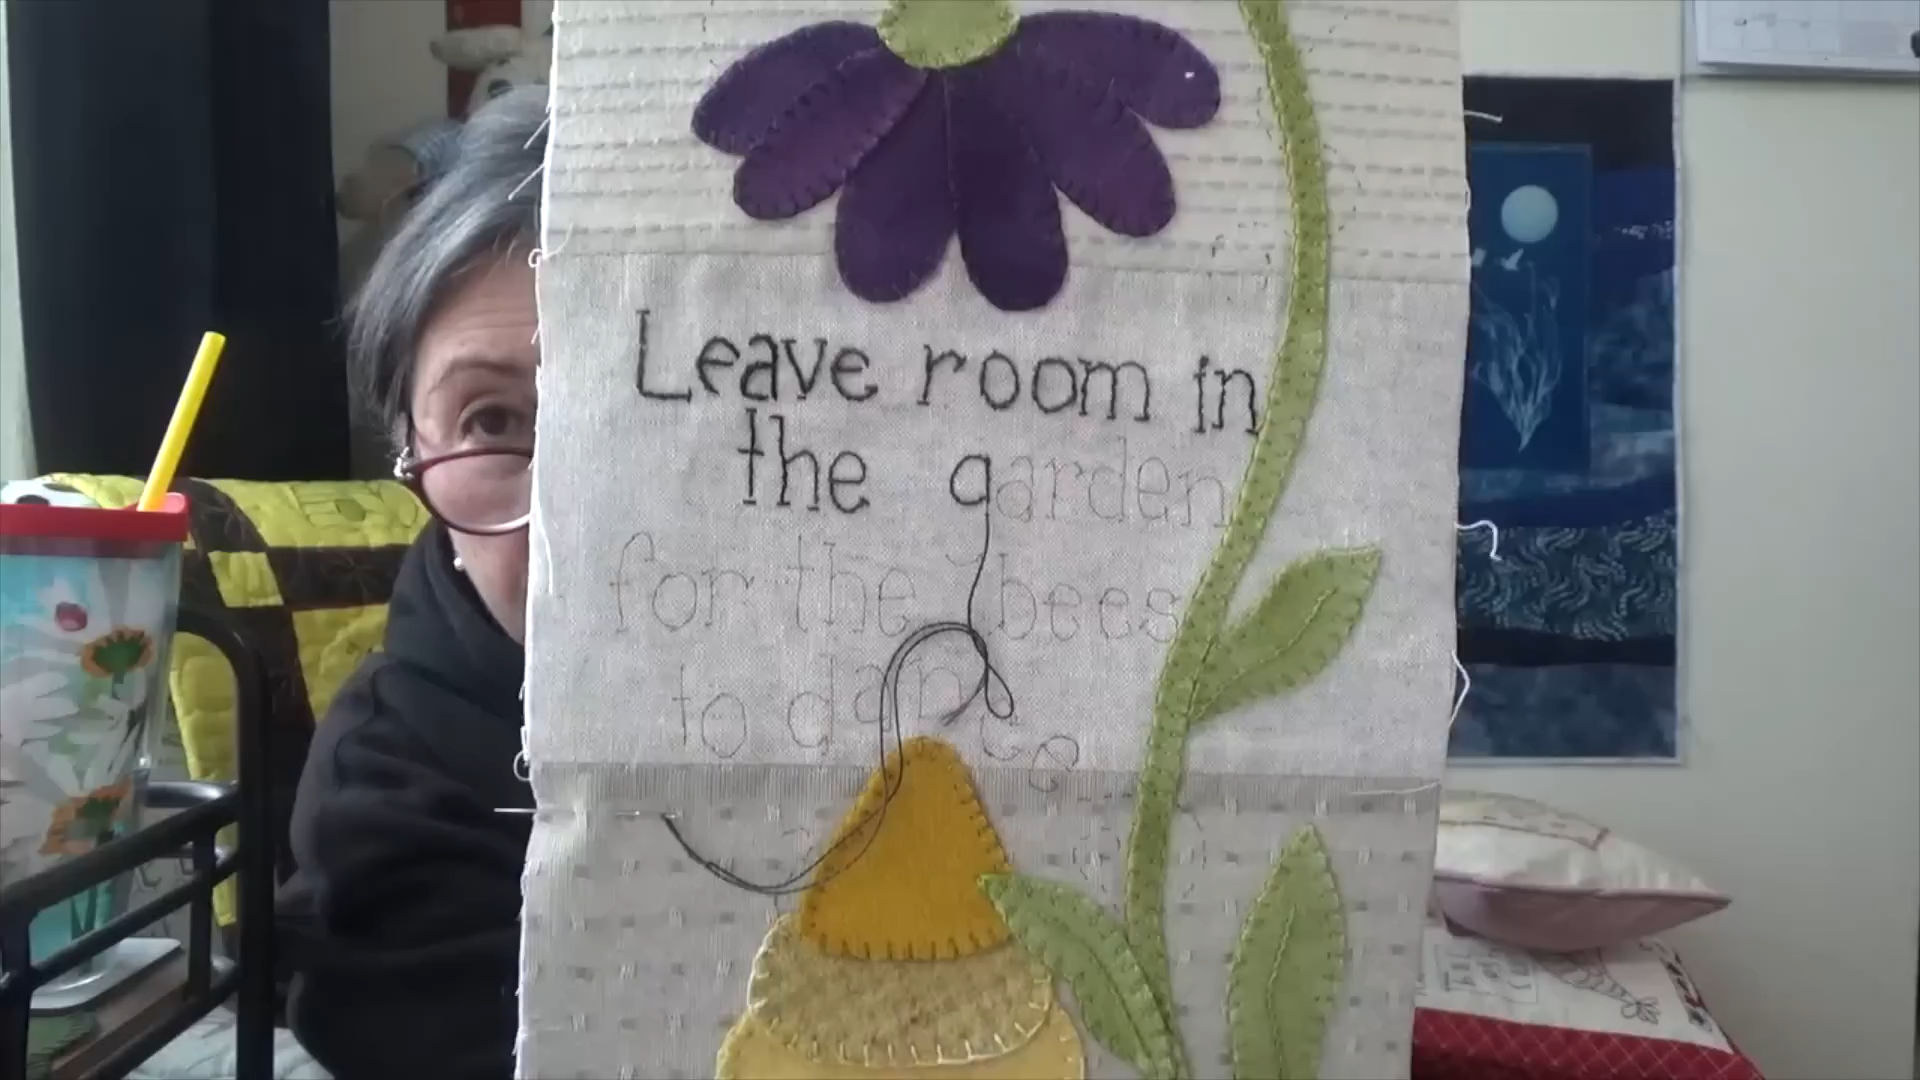 Leave room in
the garden
for the bees
to dance